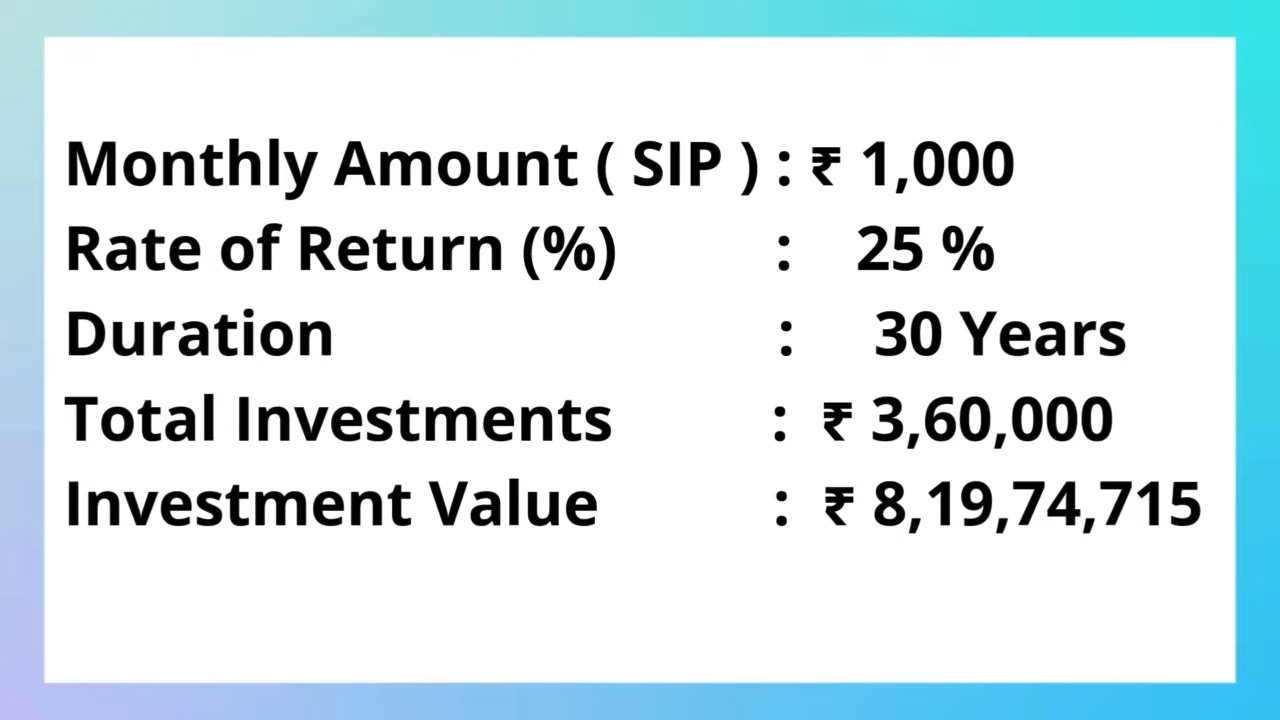 Monthly Amount ( SIP ) : ₹ 1,000
Rate of Return (%) : 25 %
Duration : 30 Years
Total Investments : ₹ 3,60,000
Investment Value : ₹ 8,19,74,715